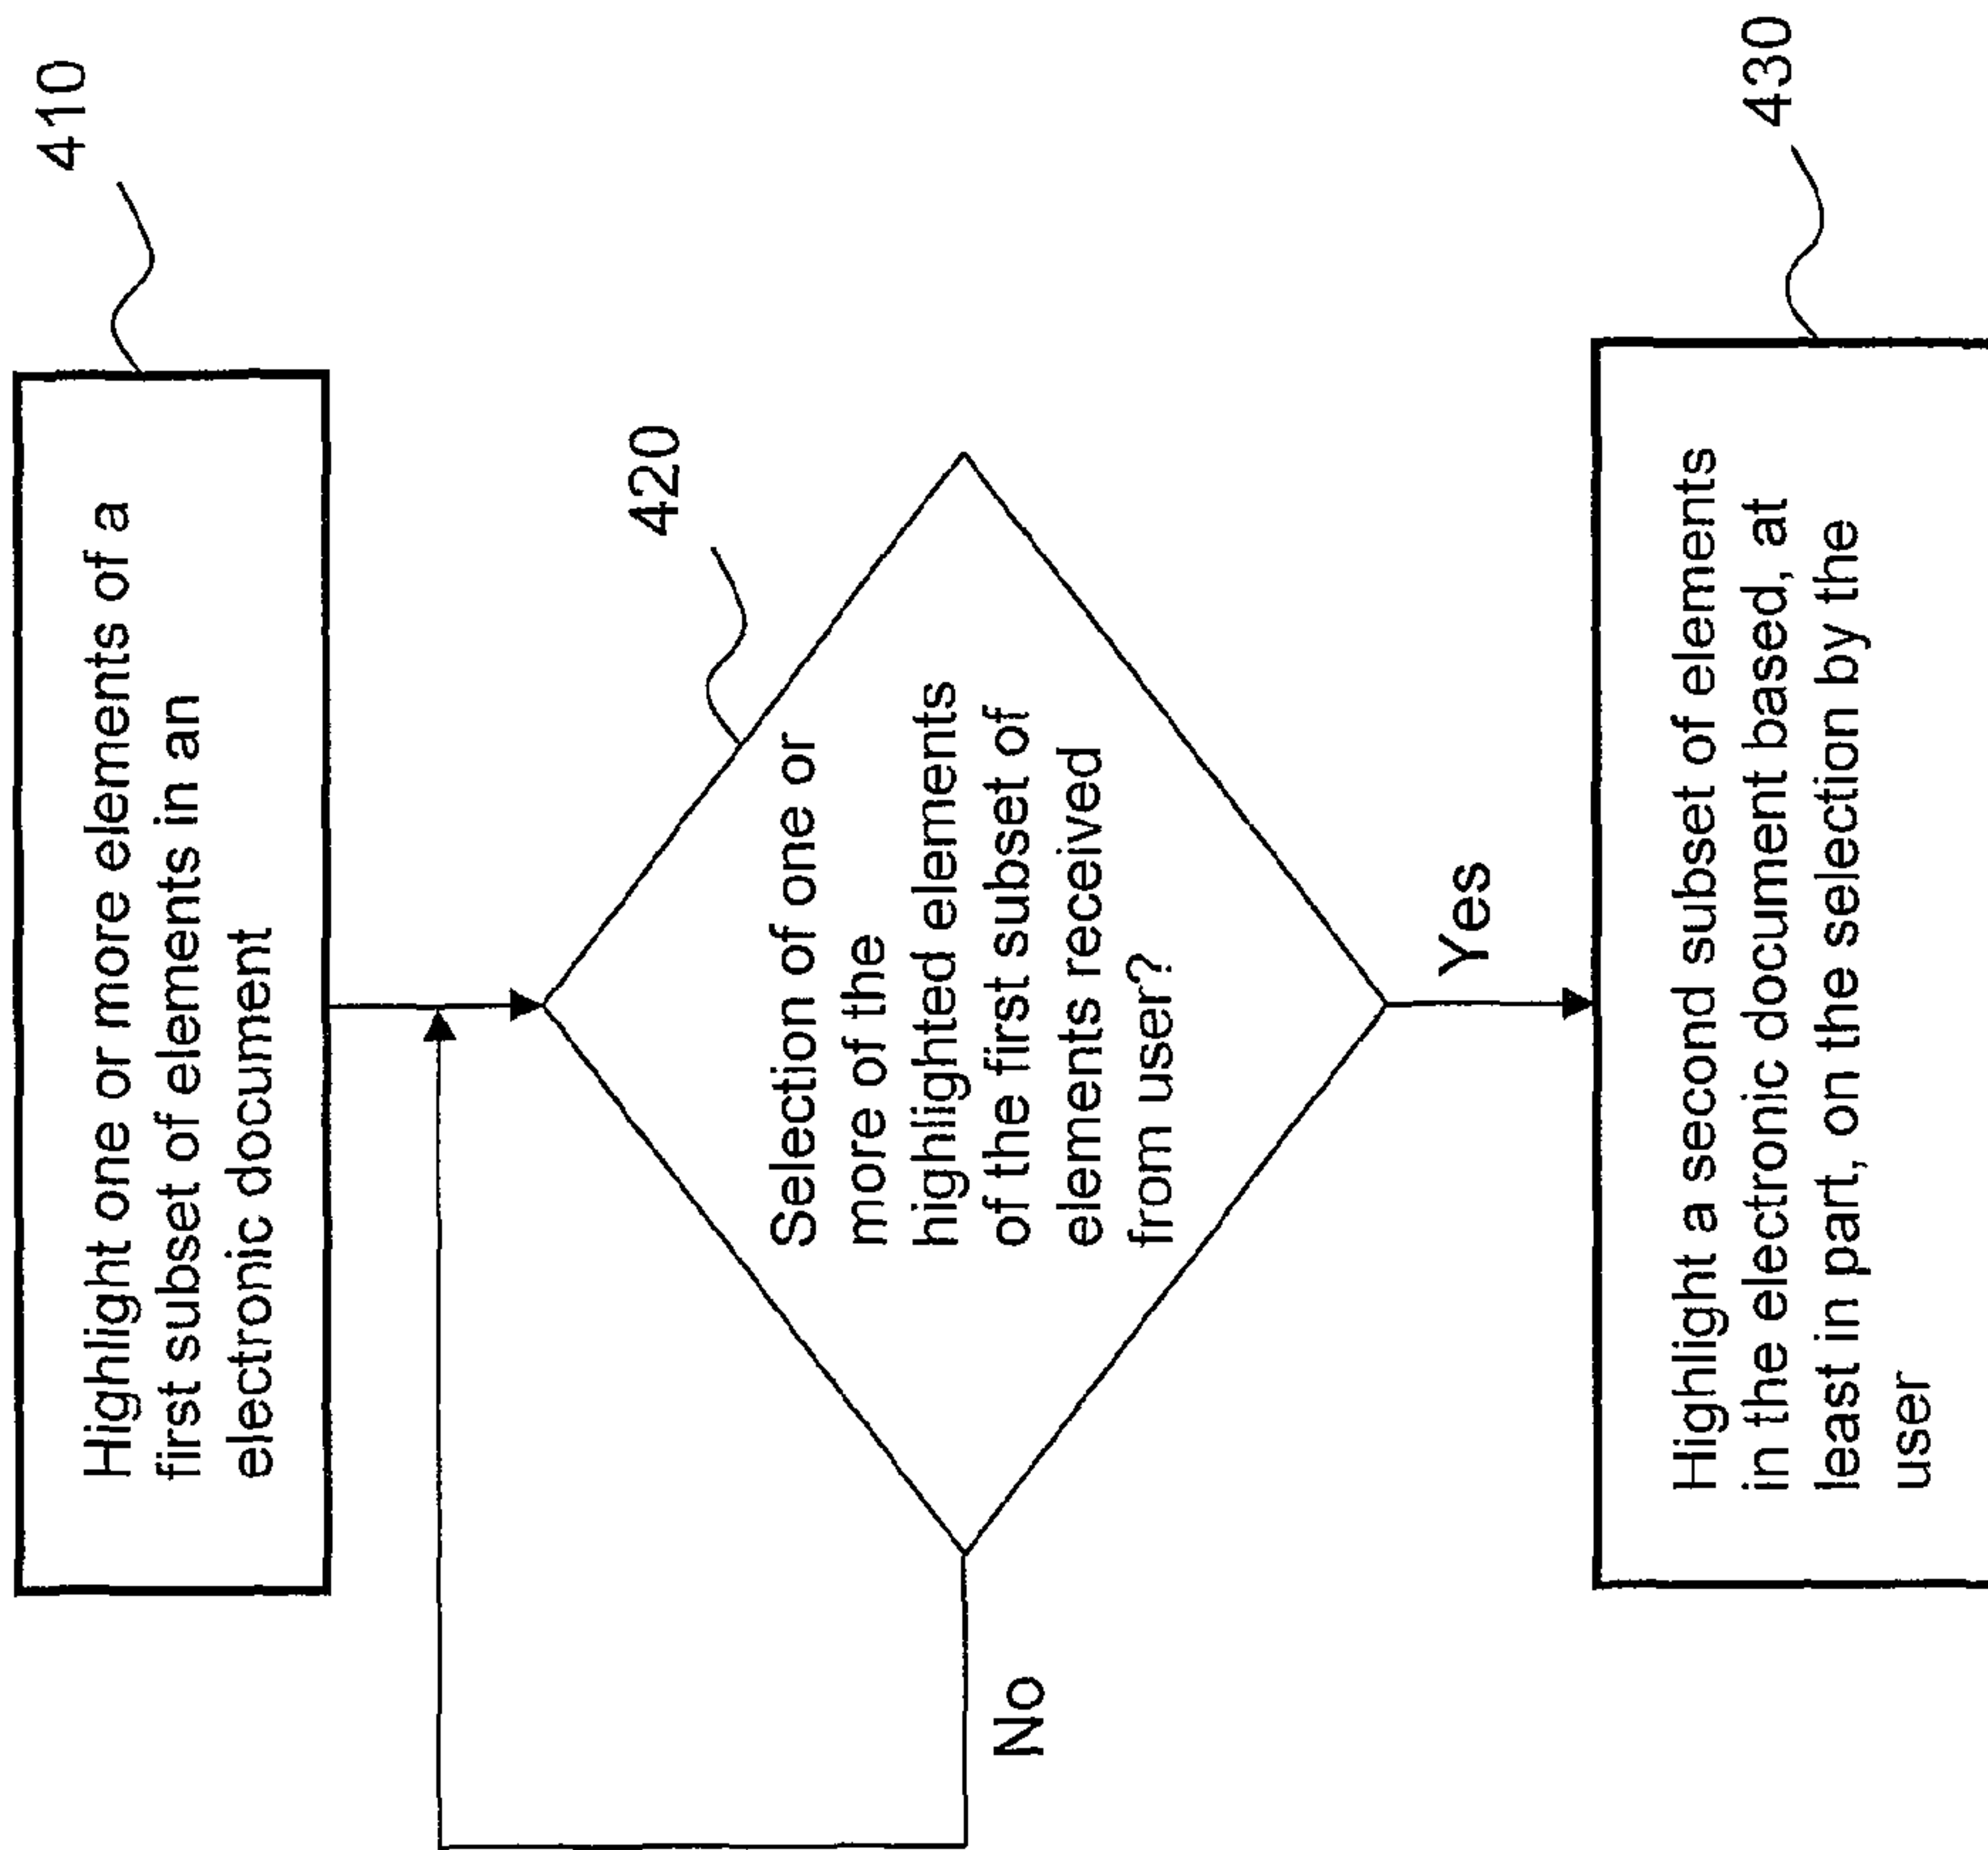 410
Highlight one or more elements of a
first subset of elements in an
electronic document
420
Selection of one or
more of the
highlighted elements
of the first subset of
elements received
from user?
No
Yes
430
Highlight a second subset of elements
in the electronic document based, at
least in part, on the selection by the
user